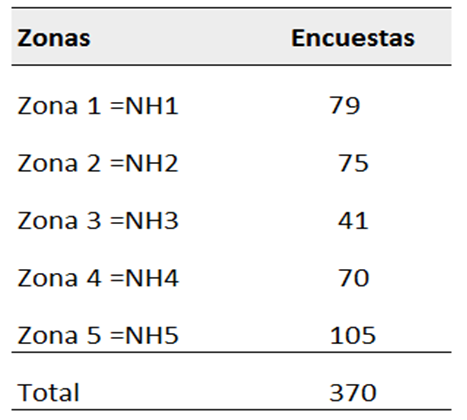 Zonas Encuestas
Zona 1 =NH1 79
Zona 2 =NH2 75
Zona 3 =NH3 41
Zona 4 =NH4 70
Zona 5 =NH5 105
Total 370